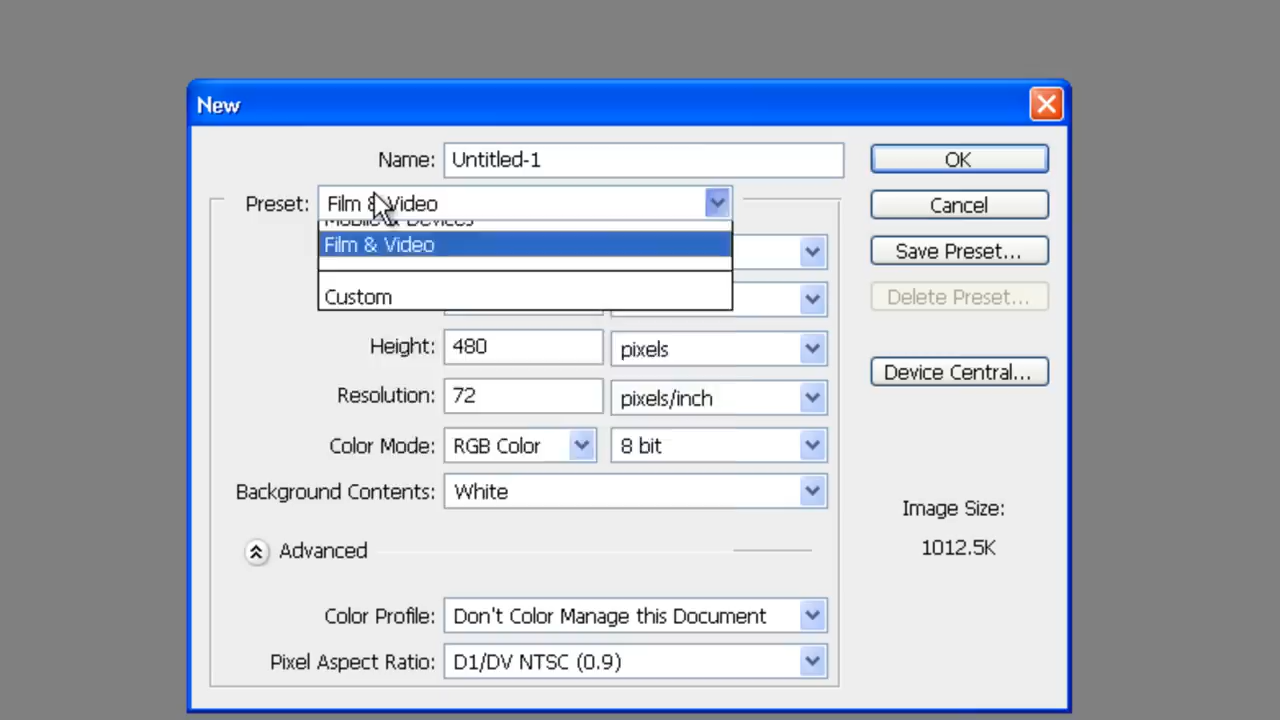 New
Name: Untitled-1 OK
Preset: Film & Video Cancel
Mobile & Devices
Film & Video Save Preset...
Custom Delete Preset...
Height: 480 pixels
Device Central...
Resolution: 72 pixels/inch
Color Mode: RGB Color 8 bit
Background Contents: White
Image Size:
1012.5K
Advanced
Color Profile: Don't Color Manage this Document
Pixel Aspect Ratio: D1/DV NTSC (0.9)